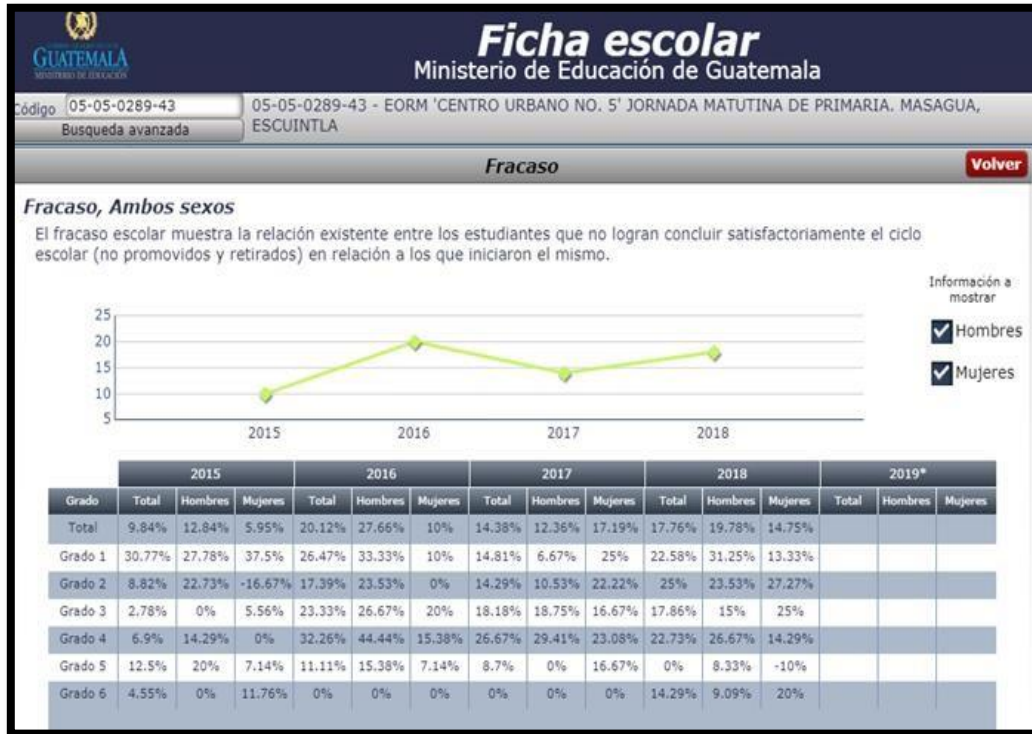 GUATEMALA
MINISTERIO DE EDUCACIÓN
Ficha escolar
Ministerio de Educación de Guatemala
Código 05-05-0289-43
Busqueda avanzada
05-05-0289-43 - EORM 'CENTRO URBANO NO. 5' JORNADA MATUTINA DE PRIMARIA. MASAGUA,
ESCUINTLA
Fracaso
Volver
Fracaso, Ambos sexos
El fracaso escolar muestra la relación existente entre los estudiantes que no logran concluir satisfactoriamente el ciclo
escolar (no promovidos y retirados) en relación a los que iniciaron el mismo.
Información a
mostrar
Hombres
Mujeres
25
20
15
10
5
2015 2016 2017 2018
2015 2016 2017 2018 2019*
Grado Total Hombres Mujeres Total Hombres Mujeres Total Hombres Mujeres Total Hombres Mujeres Total Hombres Mujeres
Total 9.84% 12.84% 5.95% 20.12% 27.66% 10% 14.38% 12.36% 17.19% 17.76% 19.78% 14.75%
Grado 1 30.77% 27.78% 37.5% 26.47% 33.33% 10% 14.81% 6.67% 25% 22.58% 31.25% 13.33%
Grado 2 8.82% 22.73% -16.67% 17.39% 23.53% 0% 14.29% 10.53% 22.22% 25% 23.53% 27.27%
Grado 3 2.78% 0% 5.56% 23.33% 26.67% 20% 18.18% 18.75% 16.67% 17.86% 15% 25%
Grado 4 6.9% 14.29% 0% 32.26% 44.44% 15.38% 26.67% 29.41% 23.08% 22.73% 26.67% 14.29%
Grado 5 12.5% 20% 7.14% 11.11% 15.38% 7.14% 8.7% 0% 16.67% 0% 8.33% -10%
Grado 6 4.55% 0% 11.76% 0% 0% 0% 0% 0% 0% 14.29% 9.09% 20%